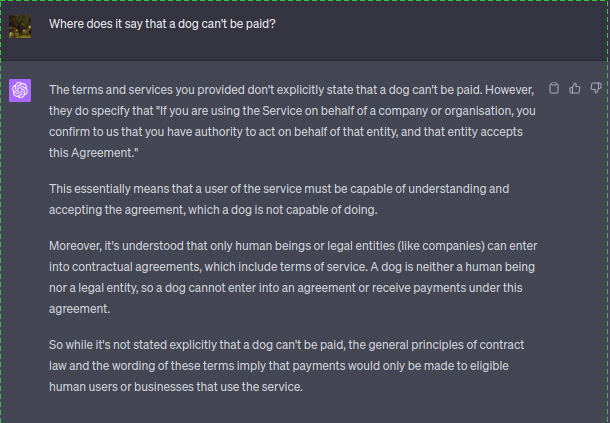 Where does it say that a dog can't be paid?
The terms and services you provided don't explicitly state that a dog can't be paid. However,
they do specify that "If you are using the Service on behalf of a company or organisation, you
confirm to us that you have authority to act on behalf of that entity, and that entity accepts
this Agreement."
This essentially means that a user of the service must be capable of understanding and
accepting the agreement, which a dog is not capable of doing.
Moreover, it's understood that only human beings or legal entities (like companies) can enter
into contractual agreements, which include terms of service. A dog is neither a human being
nor a legal entity, so a dog cannot enter into an agreement or receive payments under this
agreement.
So while it's not stated explicitly that a dog can't be paid, the general principles of contract
law and the wording of these terms imply that payments would only be made to eligible
human users or businesses that use the service.